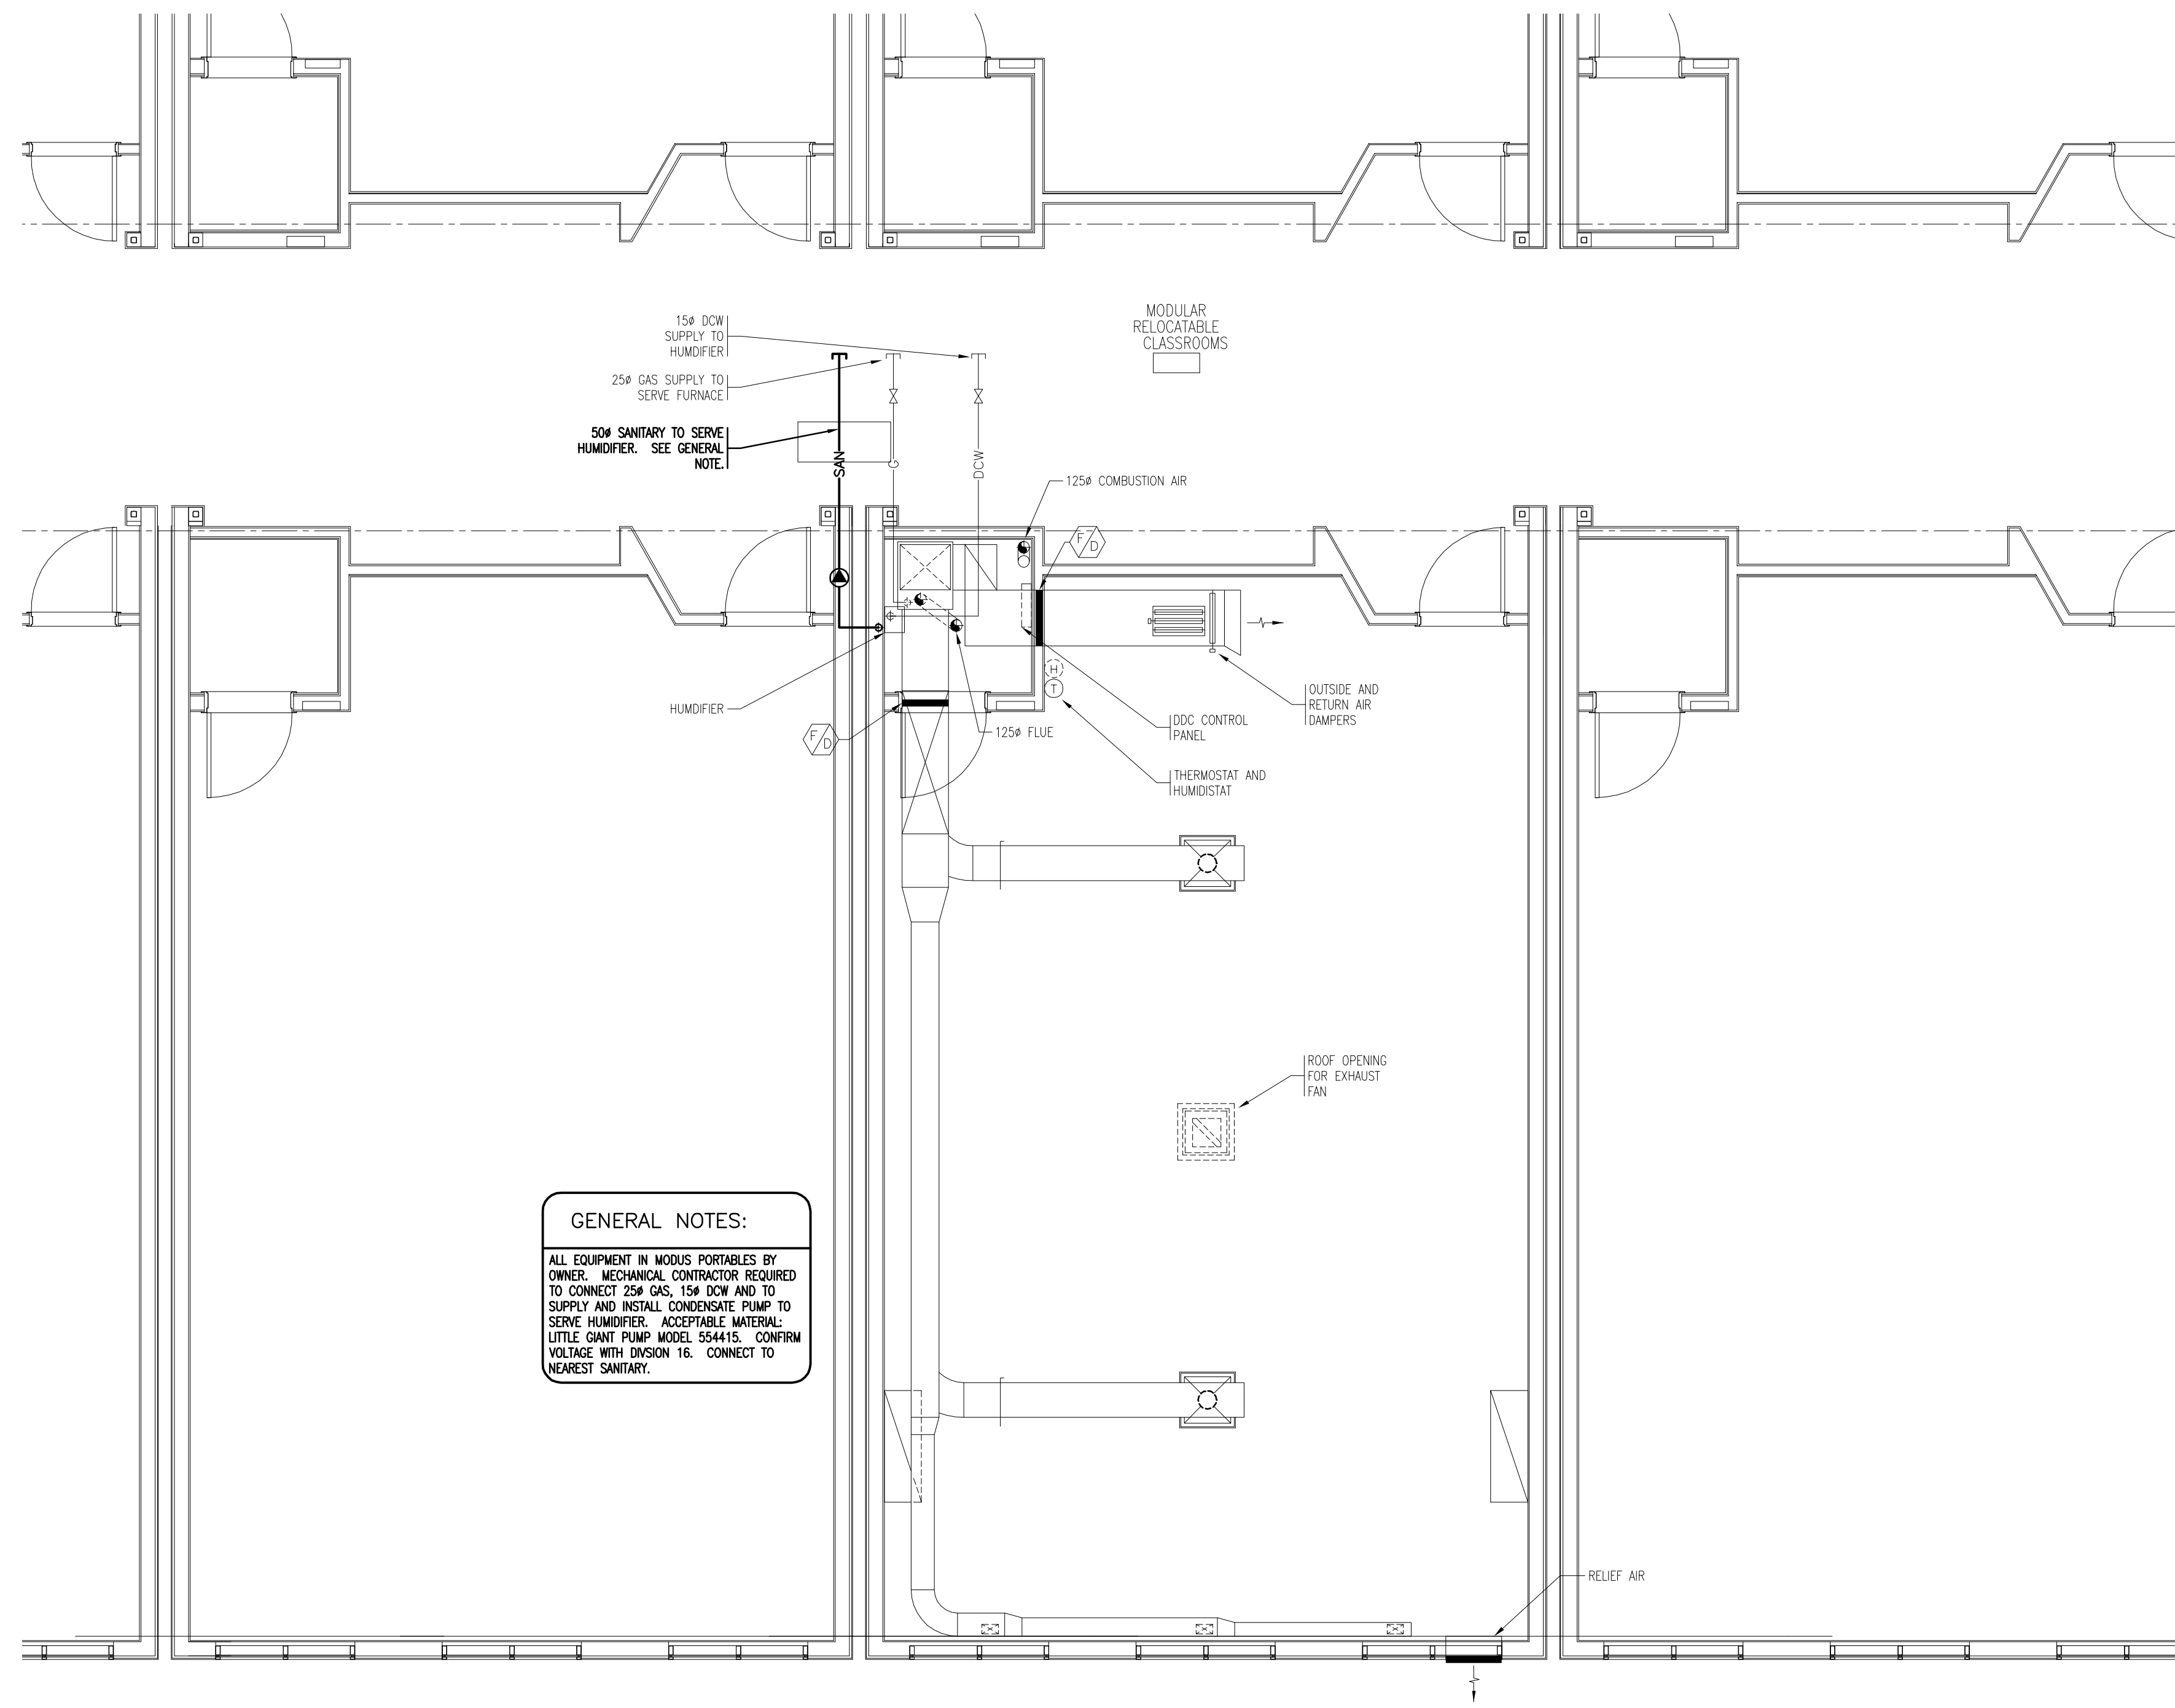 MODULAR
RELOCATABLE
CLASSROOMS
15ø DCW
SUPPLY TO
HUMDIFIER
25ø GAS SUPPLY TO
SERVE FURNACE
50ø SANITARY TO SERVE
HUMIDIFIER. SEE GENERAL
NOTE.
SAN
G
DCW
125ø COMBUSTION AIR
F/D
H
T
OUTSIDE AND
RETURN AIR
DAMPERS
HUMDIFIER
F/D
125ø FLUE
DDC CONTROL
PANEL
THERMOSTAT AND
HUMIDISTAT
ROOF OPENING
FOR EXHAUST
FAN
GENERAL NOTES:
ALL EQUIPMENT IN MODUS PORTABLES BY
OWNER. MECHANICAL CONTRACTOR REQUIRED
TO CONNECT 25ø GAS, 15ø DCW AND TO
SUPPLY AND INSTALL CONDENSATE PUMP TO
SERVE HUMIDIFIER. ACCEPTABLE MATERIAL:
LITTLE GIANT PUMP MODEL 554415. CONFIRM
VOLTAGE WITH DIVSION 16. CONNECT TO
NEAREST SANITARY.
RELIEF AIR